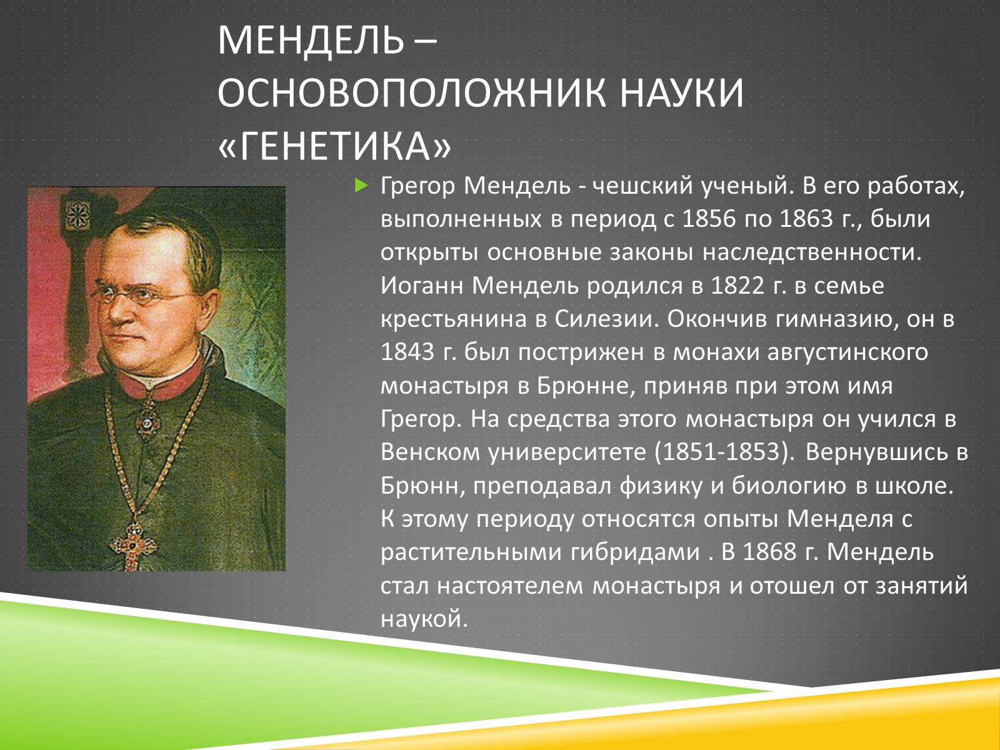 МЕНДЕЛЬ –
ОСНОВОПОЛОЖНИК НАУКИ
«ГЕНЕТИКА»
Грегор Мендель - чешский ученый. В его работах,
выполненных в период с 1856 по 1863 г., были
открыты основные законы наследственности.
Иоганн Мендель родился в 1822 г. в семье
крестьянина в Силезии. Окончив гимназию, он в
1843 г. был пострижен в монахи августинского
монастыря в Брюнне, приняв при этом имя
Грегор. На средства этого монастыря он учился в
Венском университете (1851-1853). Вернувшись в
Брюнн, преподавал физику и биологию в школе.
К этому периоду относятся опыты Менделя с
растительными гибридами . В 1868 г. Мендель
стал настоятелем монастыря и отошел от занятий
наукой.